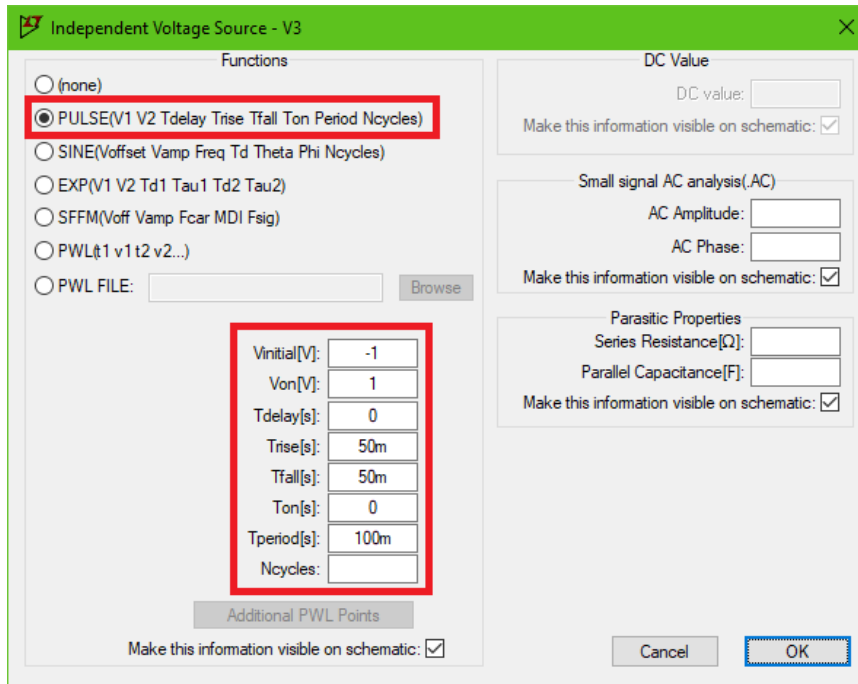 Independent Voltage Source - V3
Functions
(none)
PULSE(V1 V2 Tdelay Trise Tfall Ton Period Ncycles)
SINE(Voffset Vamp Freq Td Theta Phi Ncycles)
EXP(V1 V2 Td1 Tau1 Td2 Tau2)
SFFM(Voff Vamp Fcar MDI Fsig)
PWL(t1 v1 t2 v2...)
PWL FILE: Browse
Vinitial[V]: -1
Von[V]: 1
Tdelay[s]: 0
Trise[s]: 50m
Tfall[s]: 50m
Ton[s]: 0
Tperiod[s]: 100m
Ncycles:
Additional PWL Points
Make this information visible on schematic:
DC Value
DC value:
Make this information visible on schematic:
Small signal AC analysis(.AC)
AC Amplitude:
AC Phase:
Make this information visible on schematic:
Parasitic Properties
Series Resistance[Ω]:
Parallel Capacitance[F]:
Make this information visible on schematic:
Cancel OK